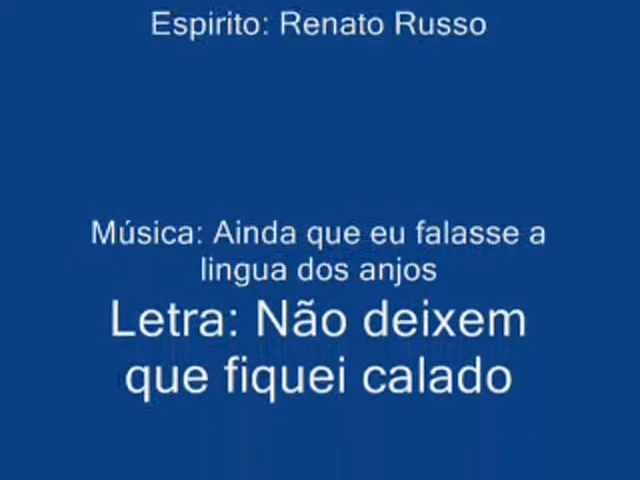 Espirito: Renato Russo
Música: Ainda que eu falasse a
lingua dos anjos
Letra: Não deixem
que fiquei calado